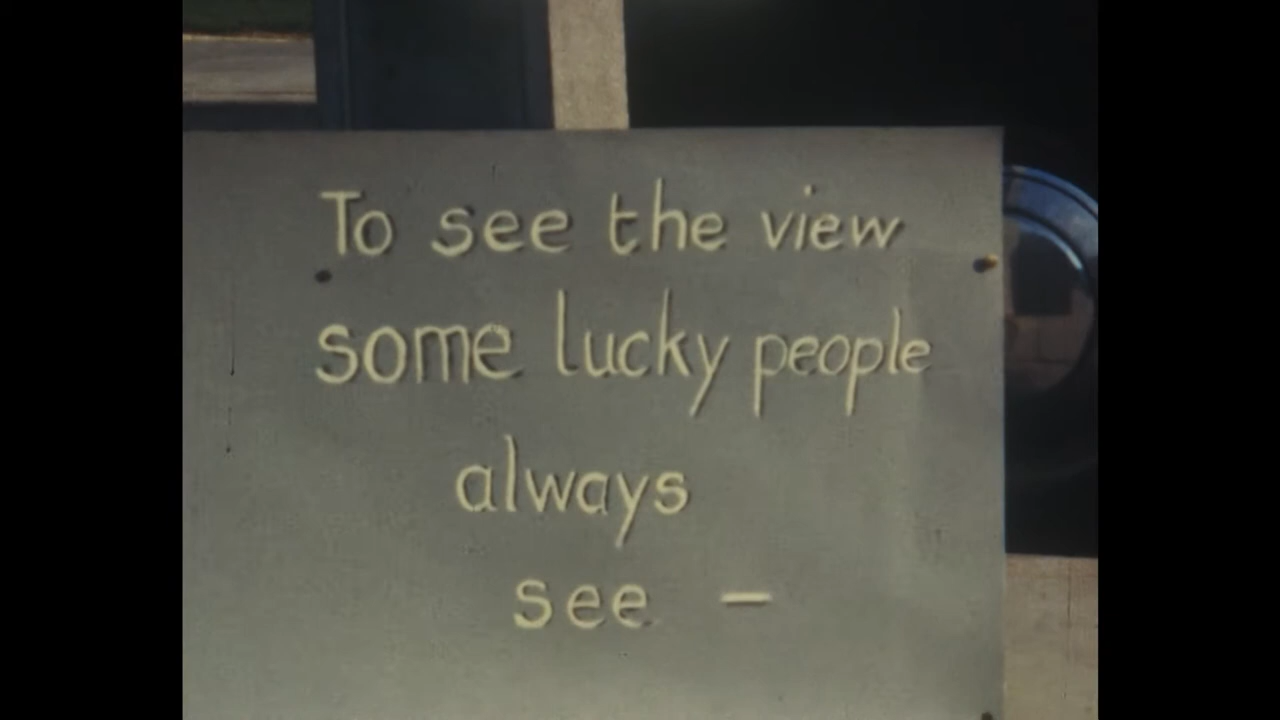 To see the view
some lucky people
always
see –